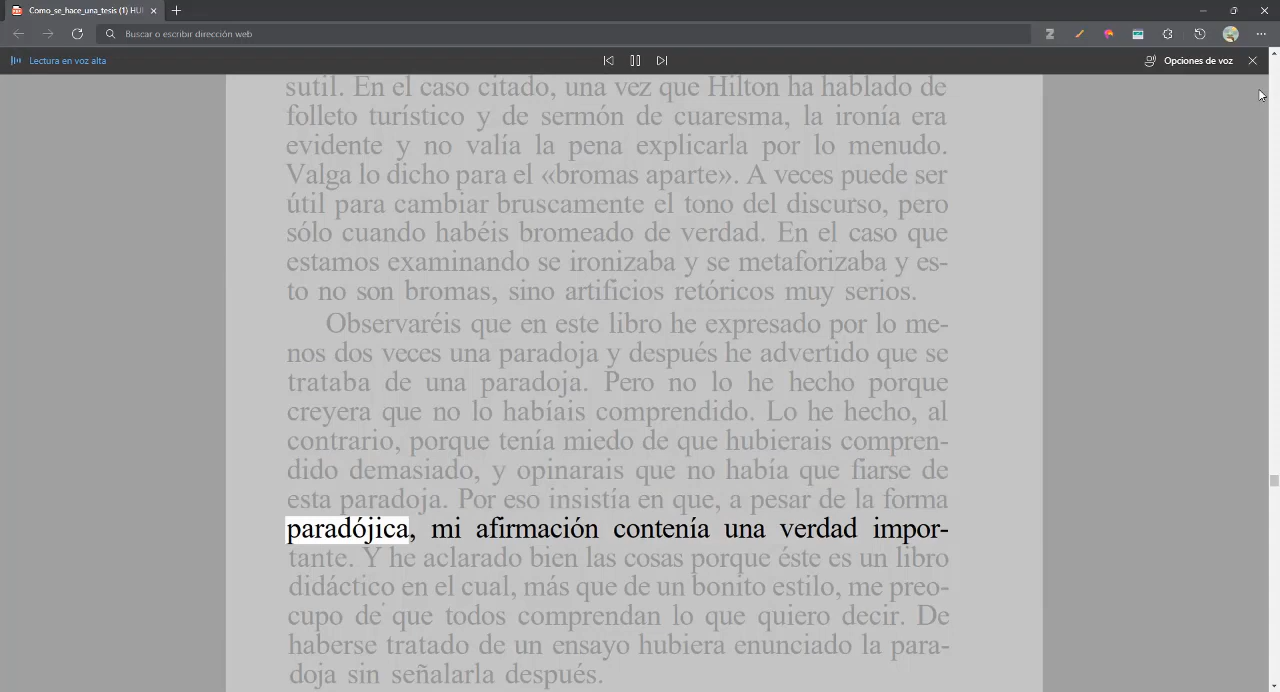 Como_se_hace_una_tesis (1) HU
Buscar o escribir dirección web
Lectura en voz alta
Opciones de voz
sutil. En el caso citado, una vez que Hilton ha hablado de
folleto turístico y de sermón de cuaresma, la ironía era
evidente y no valía la pena explicarla por lo menudo.
Valga lo dicho para el «bromas aparte». A veces puede ser
útil para cambiar bruscamente el tono del discurso, pero
sólo cuando habéis bromeado de verdad. En el caso que
estamos examinando se ironizaba y se metaforizaba y es-
to no son bromas, sino artificios retóricos muy serios.
Observaréis que en este libro he expresado por lo me-
nos dos veces una paradoja y después he advertido que se
trataba de una paradoja. Pero no lo he hecho porque
creyera que no lo habíais comprendido. Lo he hecho, al
contrario, porque tenía miedo de que hubierais compren-
dido demasiado, y opinarais que no había que fiarse de
esta paradoja. Por eso insistía en que, a pesar de la forma
paradójica, mi afirmación contenía una verdad impor-
tante. Y he aclarado bien las cosas porque éste es un libro
didáctico en el cual, más que de un bonito estilo, me preo-
cupo de que todos comprendan lo que quiero decir. De
haberse tratado de un ensayo hubiera enunciado la para-
doja sin señalarla después.